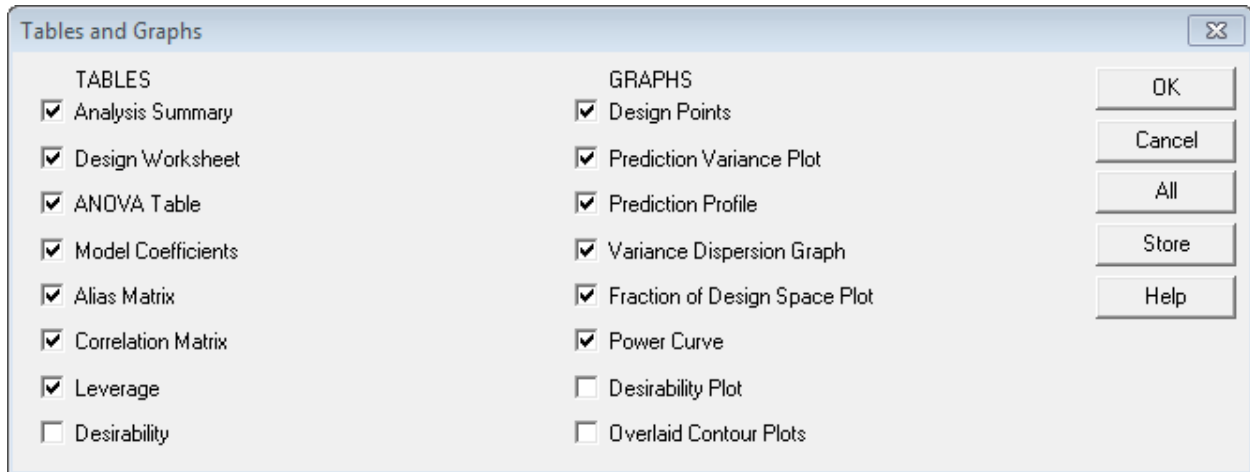 Tables and Graphs
TABLES
Analysis Summary
Design Worksheet
ANOVA Table
Model Coefficients
Alias Matrix
Correlation Matrix
Leverage
Desirability
GRAPHS
Design Points
Prediction Variance Plot
Prediction Profile
Variance Dispersion Graph
Fraction of Design Space Plot
Power Curve
Desirability Plot
Overlaid Contour Plots
OK
Cancel
All
Store
Help